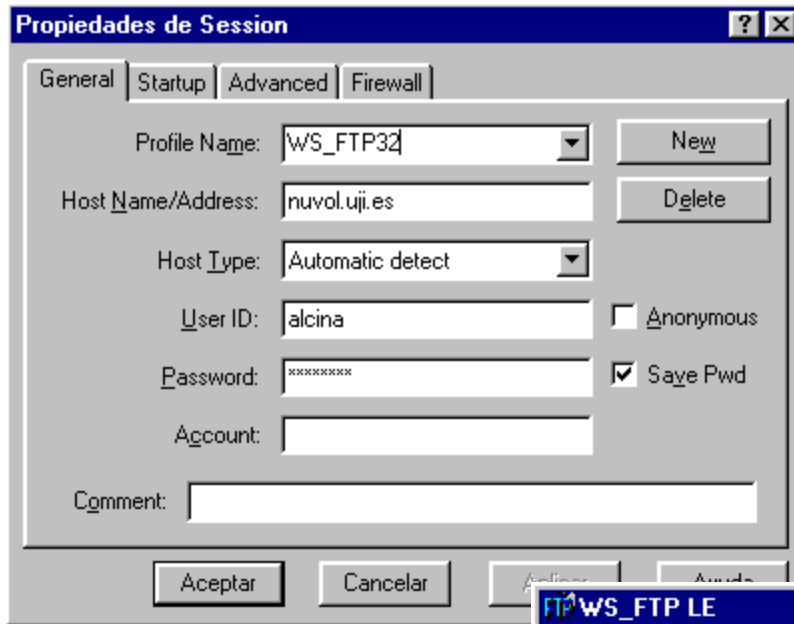 Propiedades de Session
General Startup Advanced Firewall
Profile Name: WS_FTP32 New
Host Name/Address: nuvol.uji.es Delete
Host Type: Automatic detect
User ID: alcina Anonymous
Password: ******** Save Pwd
Account:
Comment:
Aceptar Cancelar
FTP WS_FTP LE